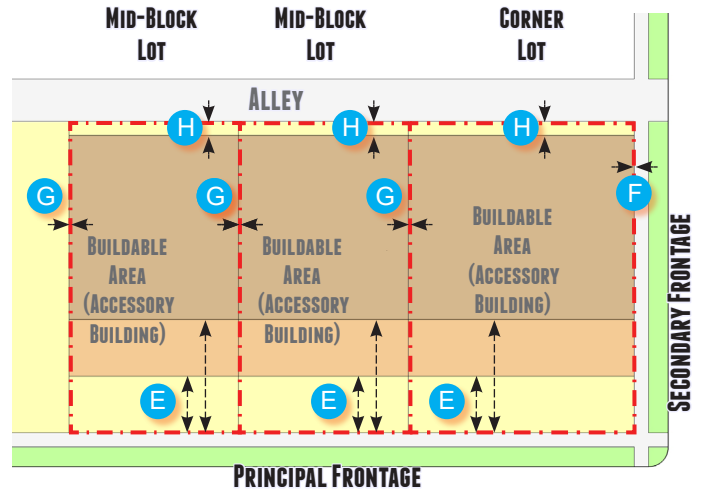 Mid-Block
Lot
Mid-Block
Lot
Corner
Lot
Alley
H
H
H
G
G
G
F
Buildable
Area
(Accessory
Building)
Buildable
Area
(Accessory
Building)
Buildable
Area
(Accessory
Building)
E
E
E
Secondary Frontage
Principal Frontage